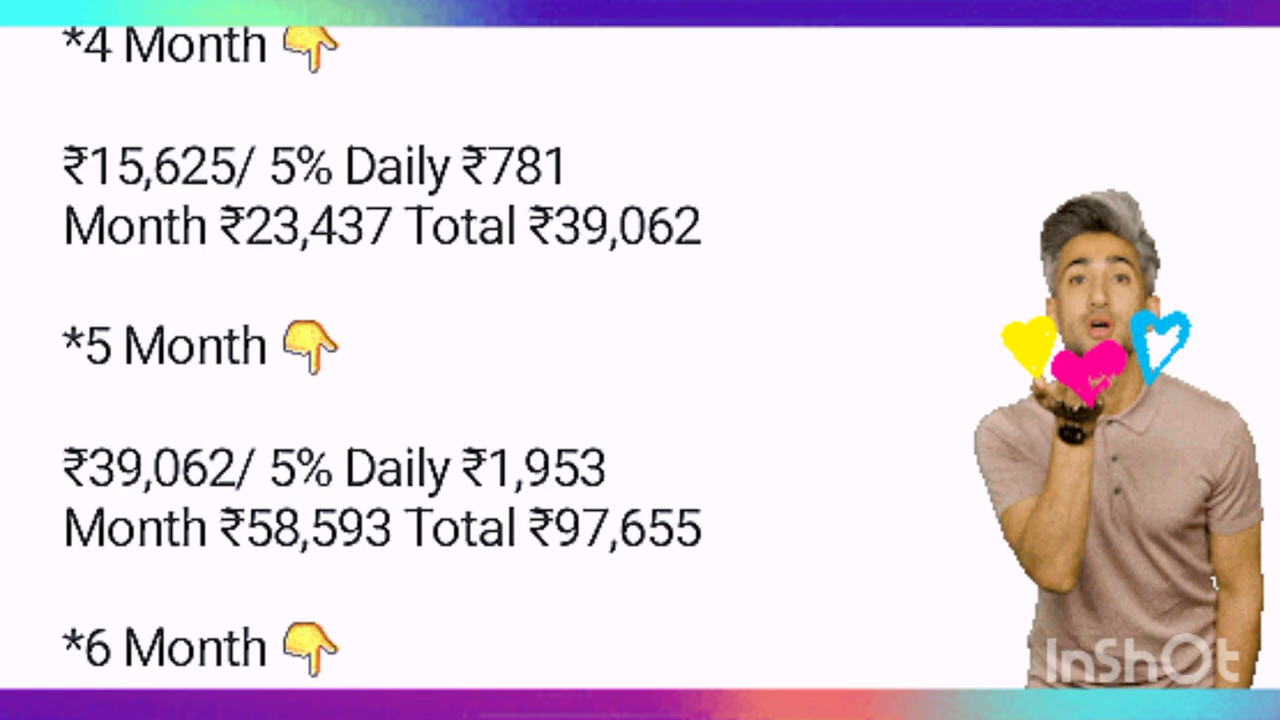 *4 Month 👇
₹15,625/ 5% Daily ₹781
Month ₹23,437 Total ₹39,062
*5 Month 👇
₹39,062/ 5% Daily ₹1,953
Month ₹58,593 Total ₹97,655
*6 Month 👇
InShOt